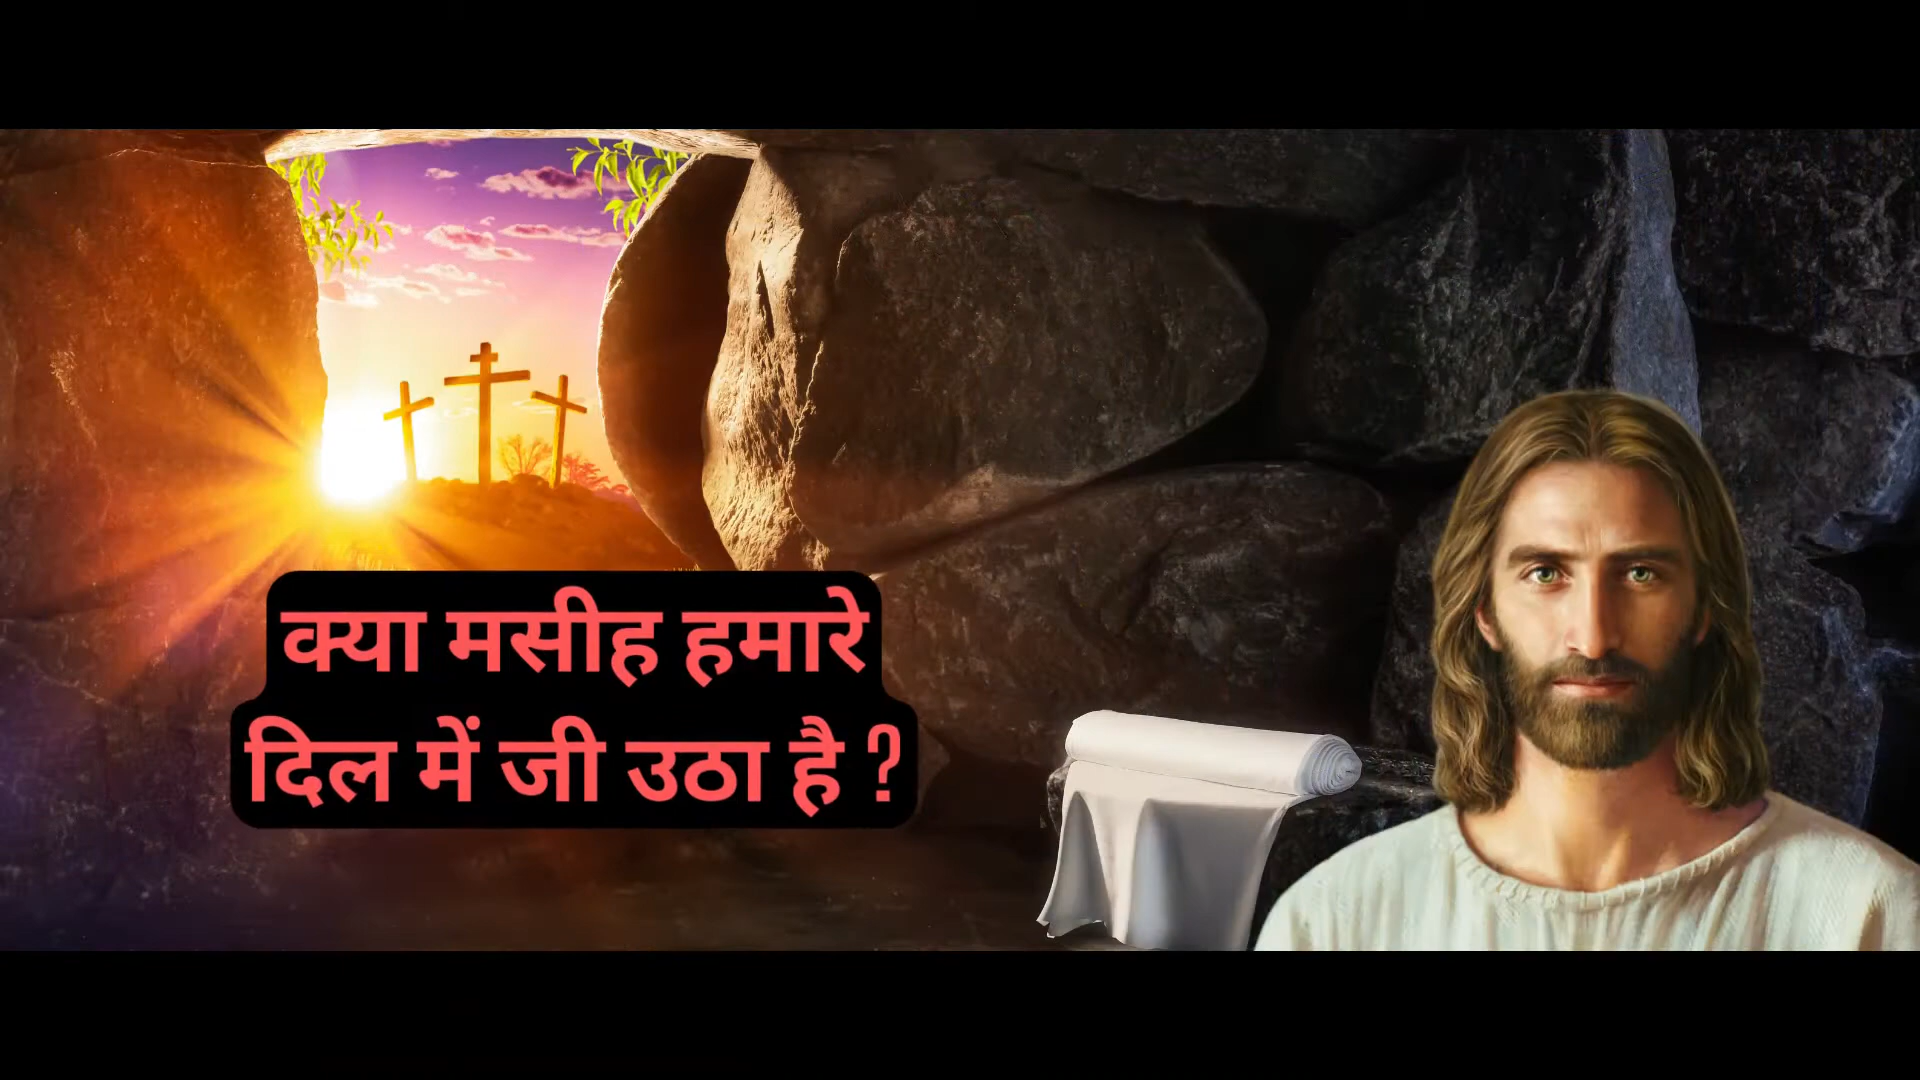 क्या मसीह हमारे
दिल में जी उठा है ?